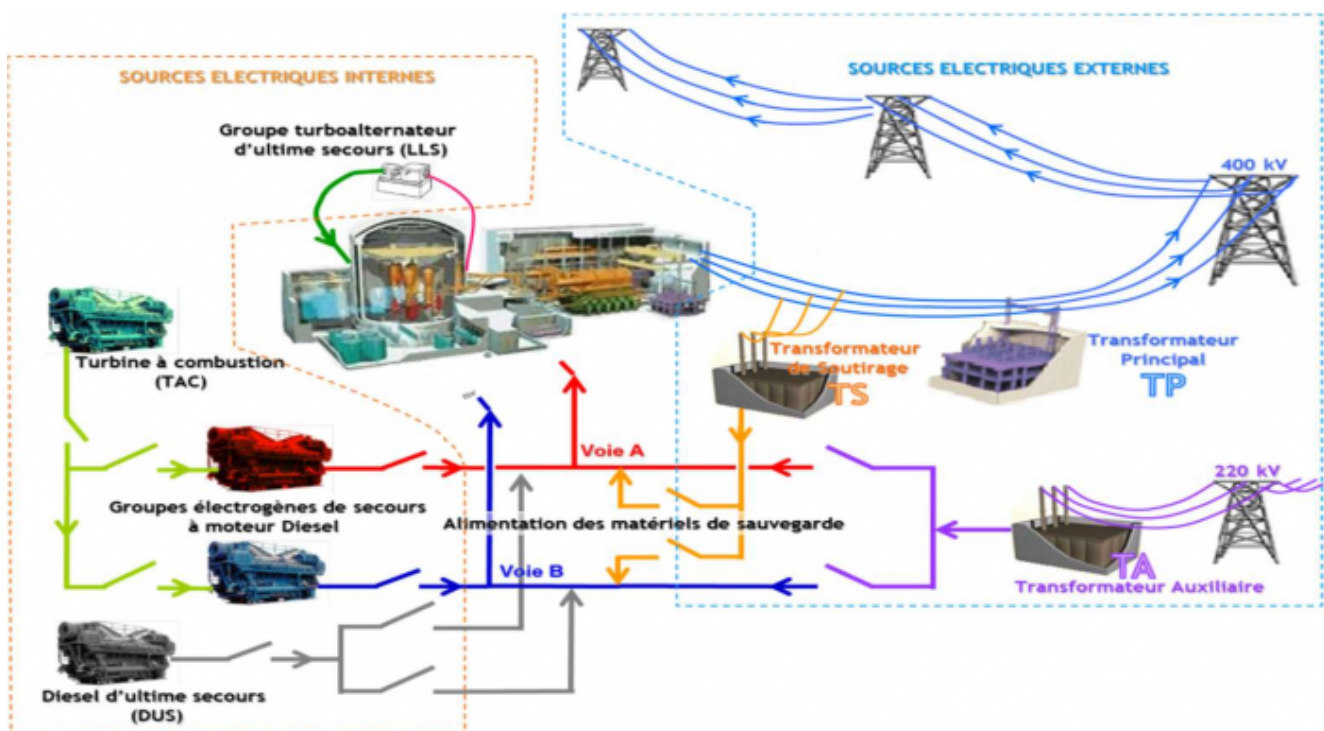 SOURCES ELECTRIQUES INTERNES
SOURCES ELECTRIQUES EXTERNES
Groupe turboalternateur
d'ultime secours (LLS)
400 kV
Turbine à combustion
(TAC)
Transformateur
de Soutirage
TS
Transformateur
Principal
TP
Voie A
220 kV
Groupes électrogènes de secours
à moteur Diesel
Alimentation des matériels de sauvegarde
Voie B
TA
Transformateur Auxiliaire
Diesel d'ultime secours
(DUS)